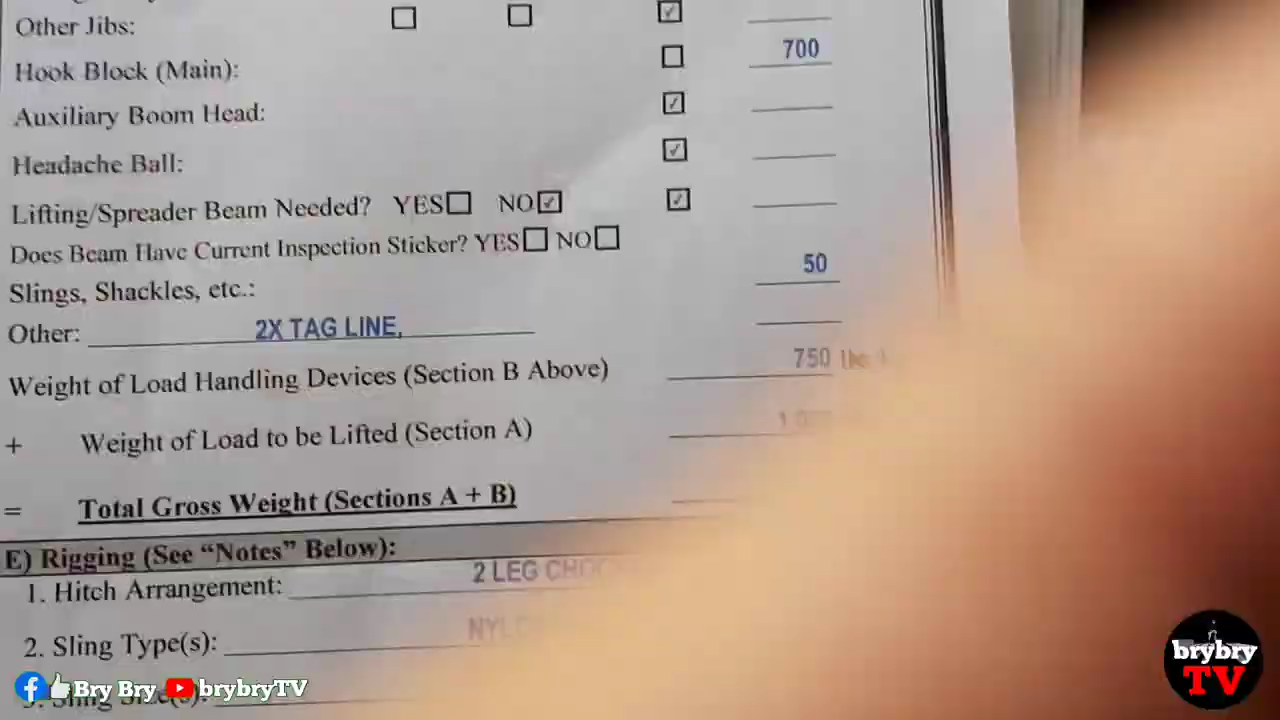 Other Jibs: ☐ ☐ ☑
Hook Block (Main): ☐ 700
Auxiliary Boom Head: ☑
Headache Ball: ☑
Lifting/Spreader Beam Needed? YES☐ NO☑ ☑
Does Beam Have Current Inspection Sticker? YES☐ NO☐
Slings, Shackles, etc.: 50
Other: 2X TAG LINE,
Weight of Load Handling Devices (Section B Above) 750
+ Weight of Load to be Lifted (Section A)
= Total Gross Weight (Sections A + B)
E) Rigging (See “Notes” Below):
1. Hitch Arrangement: 2 LEG
2. Sling Type(s):
Bry Bry brybryTV
brybry
TV